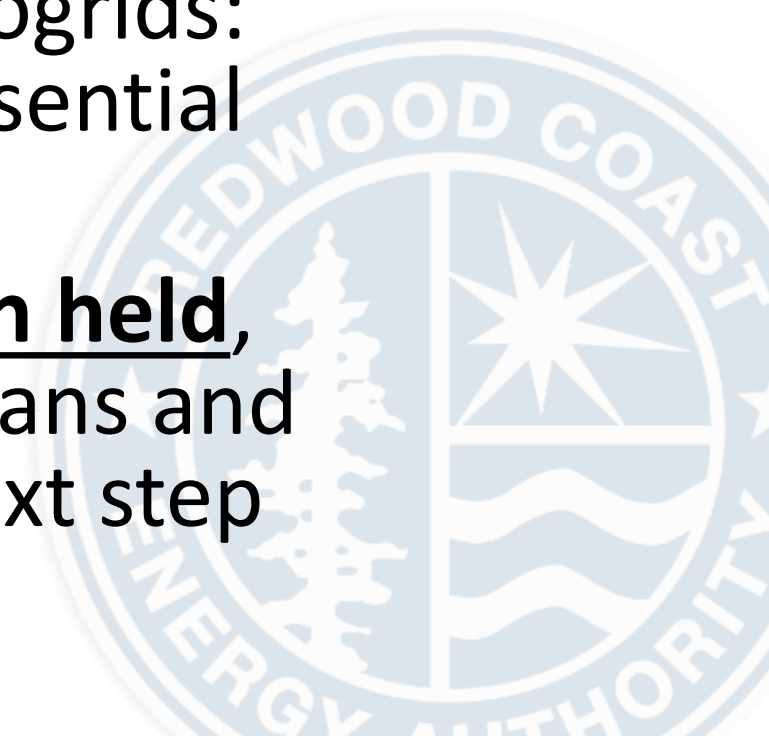 ogrids:
sential
n held,
ans and
xt step
REDWOOD COAST
ENERGY AUTHORITY